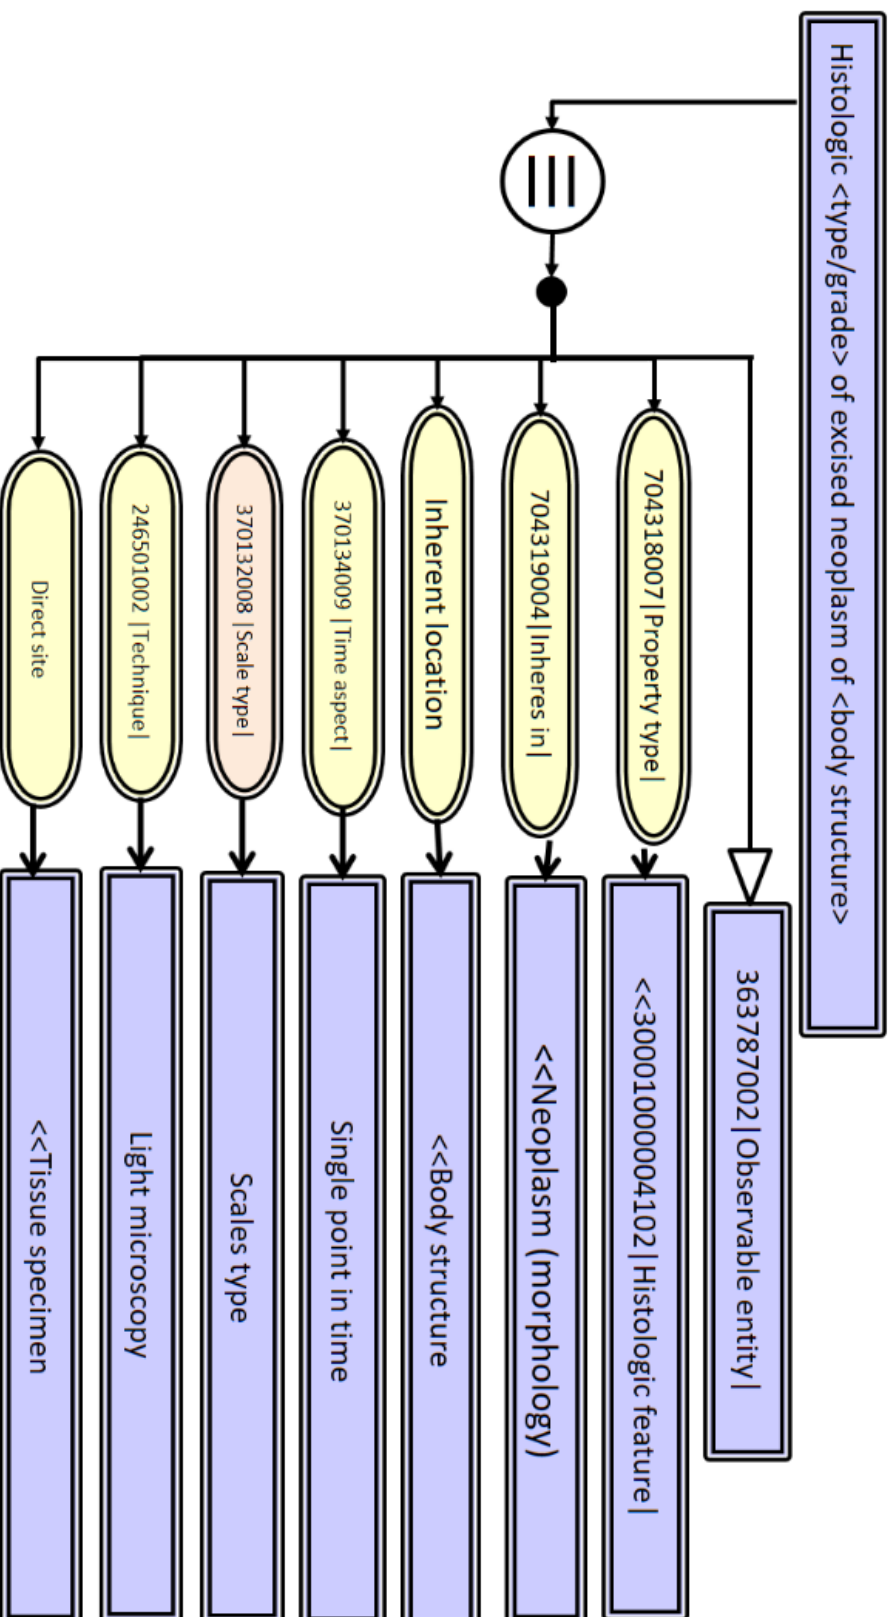 Histologic <type/grade> of excised neoplasm of <body structure>
363787002|Observable entity|
704318007|Property type|
<<300010000004102|Histologic feature|
704319004|Inheres in|
<<Neoplasm (morphology)
Inherent location
<<Body structure
370134009 |Time aspect|
Single point in time
370132008 |Scale type|
Scales type
246501002 |Technique|
Light microscopy
Direct site
<<Tissue specimen